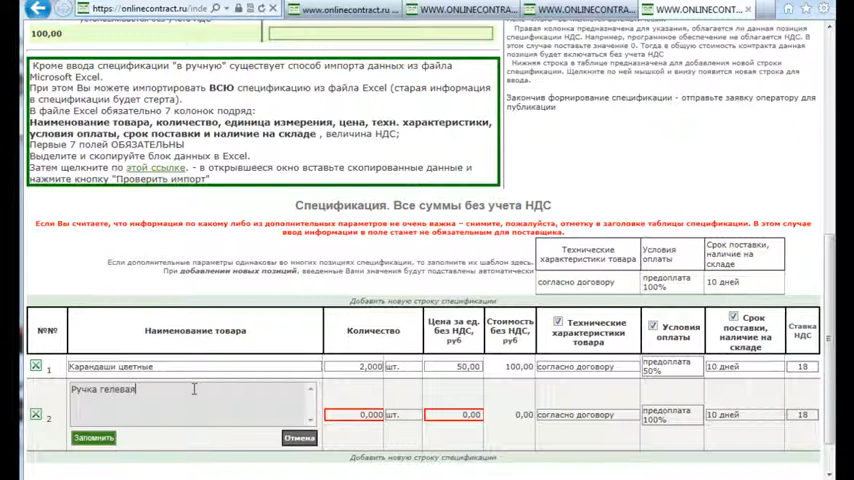 https://www.onlinecontract.ru/inde
www.onlinecontract.ru
WWW.ONLINECONTRA...
WWW.ONLINECONTRA...
WWW.ONLINECONTRA...
100,00
Правая колонка предназначена для указания, облагается ли данный
товар НДС. Например, программное обеспечение не облагается НДС. В
этом случае поставьте значение 0. Тогда в общую стоимость контракта данная
позиция будет включаться без учета НДС
Нижняя строка в таблице предназначена для добавления новой строки
спецификации. Щелкните по ней мышкой и внизу появится новая строка для
ввода.
Закончив формирование спецификации - отправьте заявку оператору для
публикации
Кроме ввода спецификации "в ручную" существует способ импорта данных из файла
Microsoft Excel.
При этом Вы можете импортировать ВСЮ спецификацию из файла Excel (старая информация
в спецификации будет стерта).
В файле Excel обязательно 7 колонок подряд:
Наименование товара, количество, единица измерения, цена, техн. характеристики,
условия оплаты, срок поставки и наличие на складе , величина НДС;
Первые 7 полей ОБЯЗАТЕЛЬНЫ
Выделите и скопируйте блок данных в Excel.
Затем щелкните по этой ссылке. - в открывшееся окно вставьте скопированные данные и
нажмите кнопку "Проверить импорт"
Спецификация. Все суммы без учета НДС
Если Вы считаете, что информация по какому либо из дополнительных параметров не очень важна – снимите, пожалуйста, отметку в заголовке таблицы спецификации. В этом случае
ввод информации в поле станет не обязательным для поставщика.
Если дополнительные параметры одинаковы во многих позициях спецификации, то заполните их шаблон здесь.
При добавлении новых позиций, введенные Вами значения будут подставлены автоматически
Технические характеристики товара
Условия оплаты
Срок поставки, наличие на складе
согласно договору
предоплата 100%
10 дней
Добавить новую строку спецификации
№№
Наименование товара
Количество
Цена за ед. без НДС, руб
Стоимость без НДС, руб
Технические характеристики товара
Условия оплаты
Срок поставки, наличие на складе
Ставка НДС
1 Карандаши цветные 2,000 шт. 50,00 100,00 согласно договору предоплата 50% 10 дней 18
Ручка гелевая
2 0,000 шт. 0,00 0,00 согласно договору предоплата 100% 10 дней 18
Запомнить
Отмена
Добавить новую строку спецификации